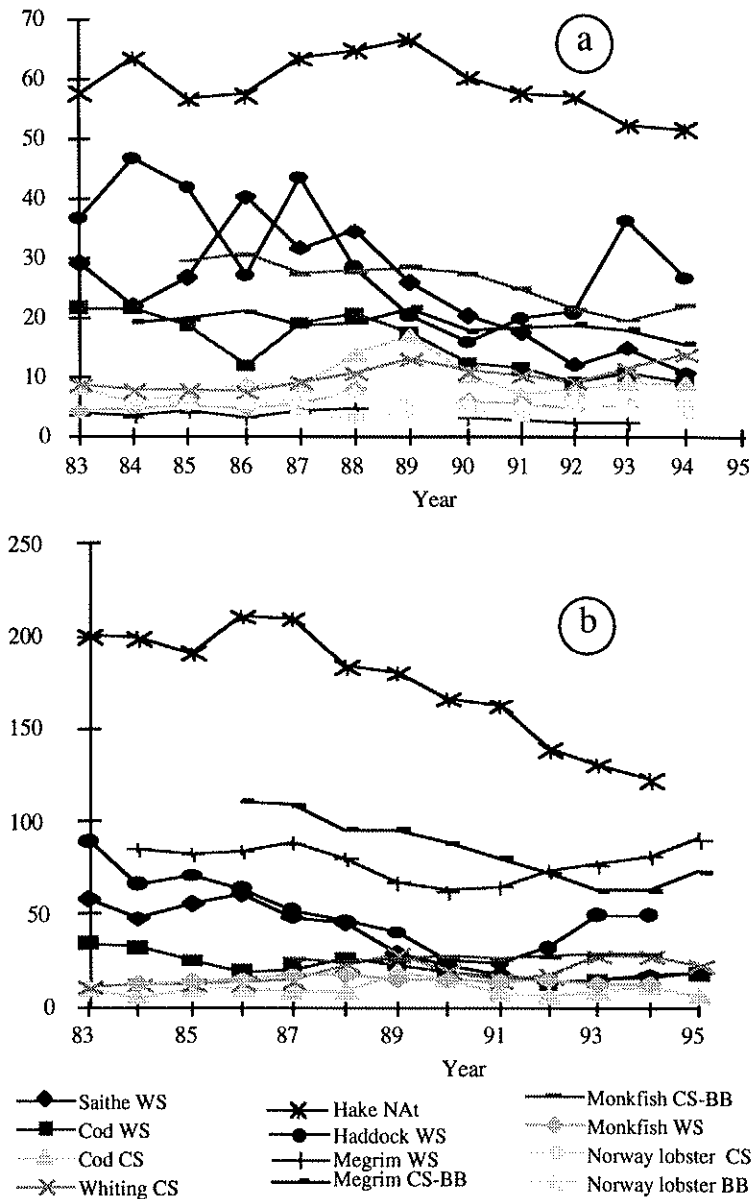 a
70
60
50
40
30
20
10
0
83 84 85 86 87 88 89 90 91 92 93 94 95
Year
b
250
200
150
100
50
0
83 85 87 89 91 93 95
Year
Saithe WS
Cod WS
Cod CS
Whiting CS
Hake NAt
Haddock WS
Megrim WS
Megrim CS-BB
Monkfish CS-BB
Monkfish WS
Norway lobster CS
Norway lobster BB